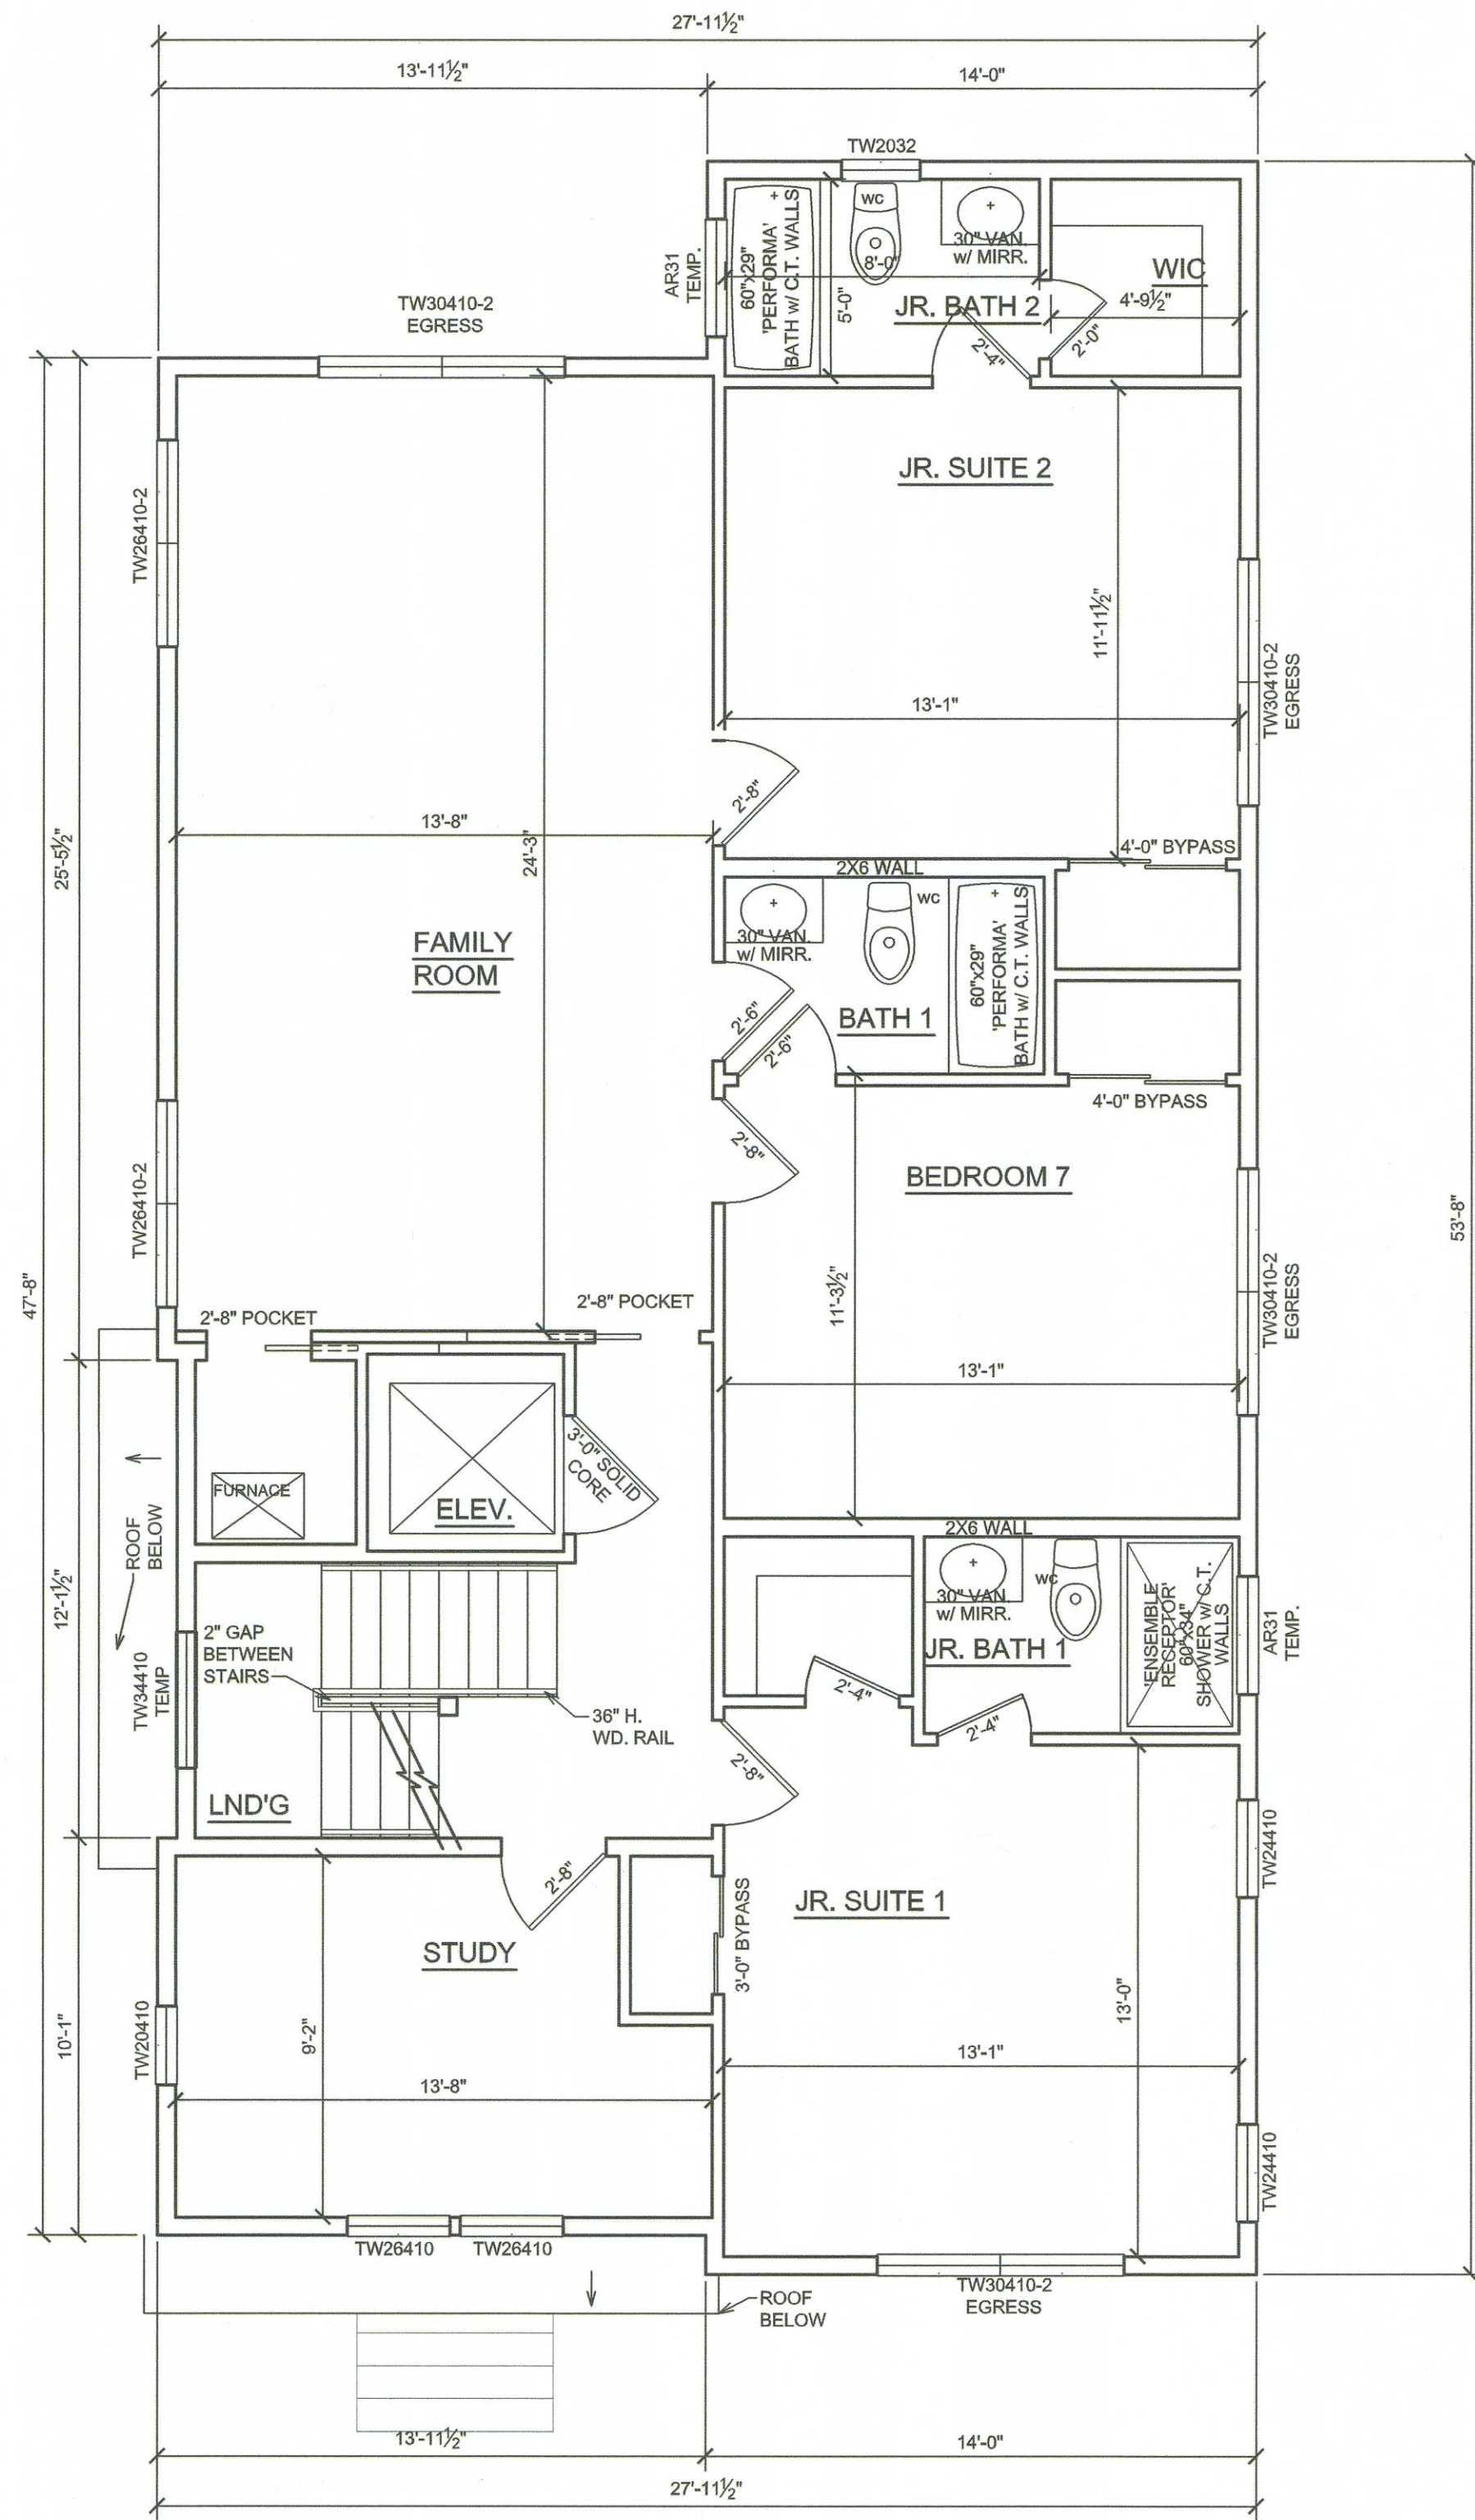 27'-11½"
13'-11½"
14'-0"
TW2032
AR31
TEMP.
60"x29"
'PERFORMA'
BATH w/ C.T. WALLS
WC
30" VAN.
w/ MIRR.
8'-0"
5'-0"
JR. BATH 2
WIC
4'-9½"
2'-4"
2'-0"
TW30410-2
EGRESS
TW26410-2
JR. SUITE 2
11'-11½"
13'-1"
TW30410-2
EGRESS
2'-8"
13'-8"
24'-3"
25'-5½"
FAMILY
ROOM
4'-0" BYPASS
2X6 WALL
30" VAN.
w/ MIRR.
WC
60"x29"
'PERFORMA'
BATH w/ C.T. WALLS
BATH 1
2'-6"
2'-6"
4'-0" BYPASS
2'-8"
BEDROOM 7
TW26410-2
53'-8"
47'-8"
11'-3½"
TW30410-2
EGRESS
2'-8" POCKET
2'-8" POCKET
13'-1"
3'-0" SOLID
CORE
FURNACE
ELEV.
ROOF
BELOW
2X6 WALL
12'-1½"
30" VAN.
w/ MIRR.
WC
'ENSEMBLE
RECEPTOR'
60"x34"
SHOWER w/ C.T.
WALLS
AR31
TEMP.
JR. BATH 1
2" GAP
BETWEEN
STAIRS
TW34410
TEMP
2'-4"
2'-4"
36" H.
WD. RAIL
2'-8"
LND'G
TW24410
2'-8"
JR. SUITE 1
3'-0" BYPASS
STUDY
13'-0"
10'-1"
TW20410
9'-2"
13'-1"
13'-8"
TW24410
TW26410
TW26410
TW30410-2
EGRESS
ROOF
BELOW
13'-11½"
14'-0"
27'-11½"